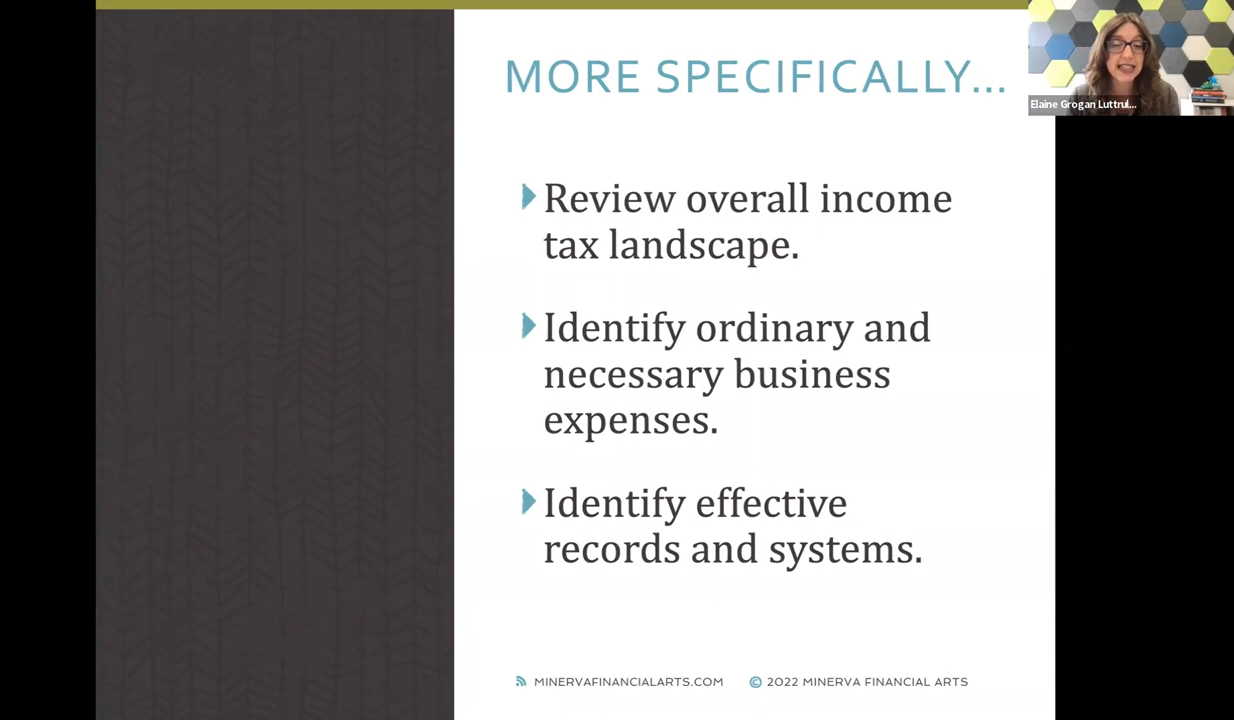 MORE SPECIFICALLY...
Elaine Grogan Luttrul...
Review overall income
tax landscape.
Identify ordinary and
necessary business
expenses.
Identify effective
records and systems.
MINERVAFINANCIALARTS.COM © 2022 MINERVA FINANCIAL ARTS